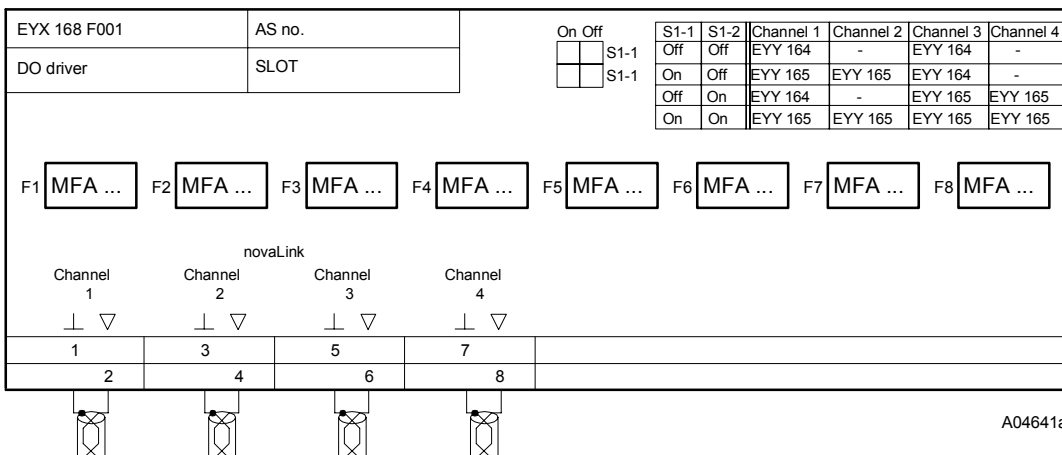 EYX 168 F001 AS no.
DO driver SLOT
On Off
S1-1
S1-1
S1-1 S1-2 Channel 1 Channel 2 Channel 3 Channel 4
Off Off EYY 164 - EYY 164 -
On Off EYY 165 EYY 165 EYY 164 -
Off On EYY 164 - EYY 165 EYY 165
On On EYY 165 EYY 165 EYY 165 EYY 165
F1 MFA ... F2 MFA ... F3 MFA ... F4 MFA ... F5 MFA ... F6 MFA ... F7 MFA ... F8 MFA ...
novaLink
Channel Channel Channel Channel
1 2 3 4
1 3 5 7
2 4 6 8
A04641a